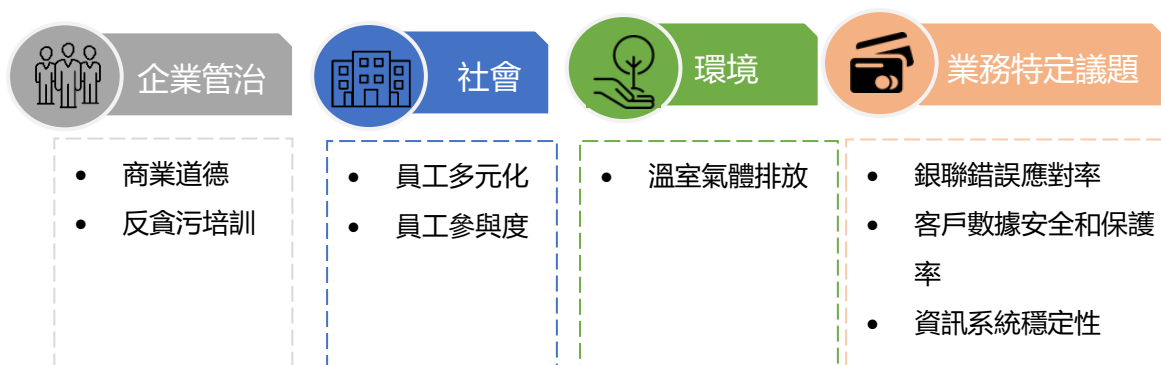 企業管治
• 商業道德
• 反貪污培訓
社會
• 員工多元化
• 員工參與度
環境
• 溫室氣體排放
業務特定議題
• 銀聯錯誤應對率
• 客戶數據安全和保護
率
• 資訊系統穩定性